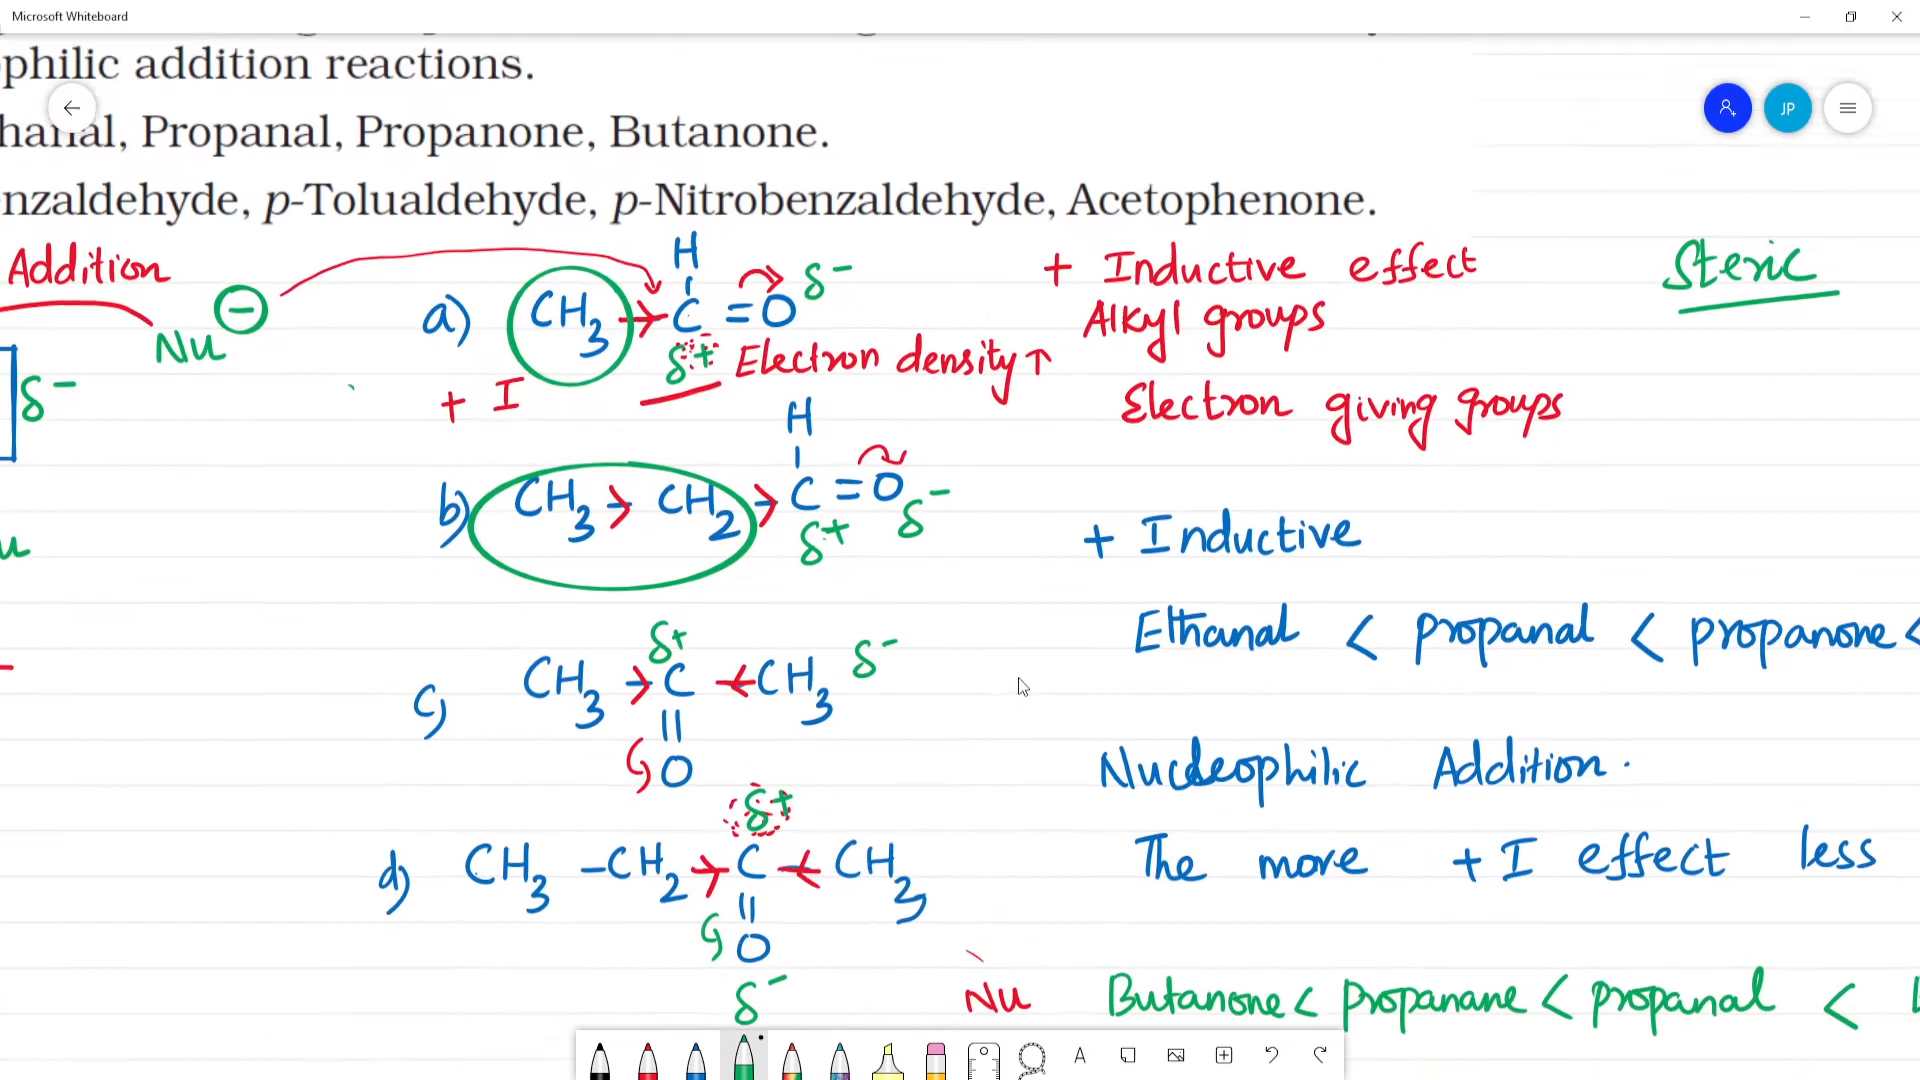 Microsoft Whiteboard
philic addition reactions.
hanal, Propanal, Propanone, Butanone.
JP
nzaldehyde, p-Tolualdehyde, p-Nitrobenzaldehyde, Acetophenone.
Addition
Nu ⊖
δ−
a) CH3 → C = O δ−
H
δ+
+ I
Electron density ↑
+ Inductive effect
Alkyl groups
Electron giving groups
Steric
H
b) CH3 > CH2 > C = O
δ+ δ−
+ Inductive
Ethanal < propanal < propanone <
δ+ δ−
c) CH3 → C ← CH3
||
O
Nucleophilic Addition.
δ+
d) CH3 – CH2 → C ← CH3
||
O
δ−
The more + I effect less
Nu
Butanone < propanane < propanal <
A